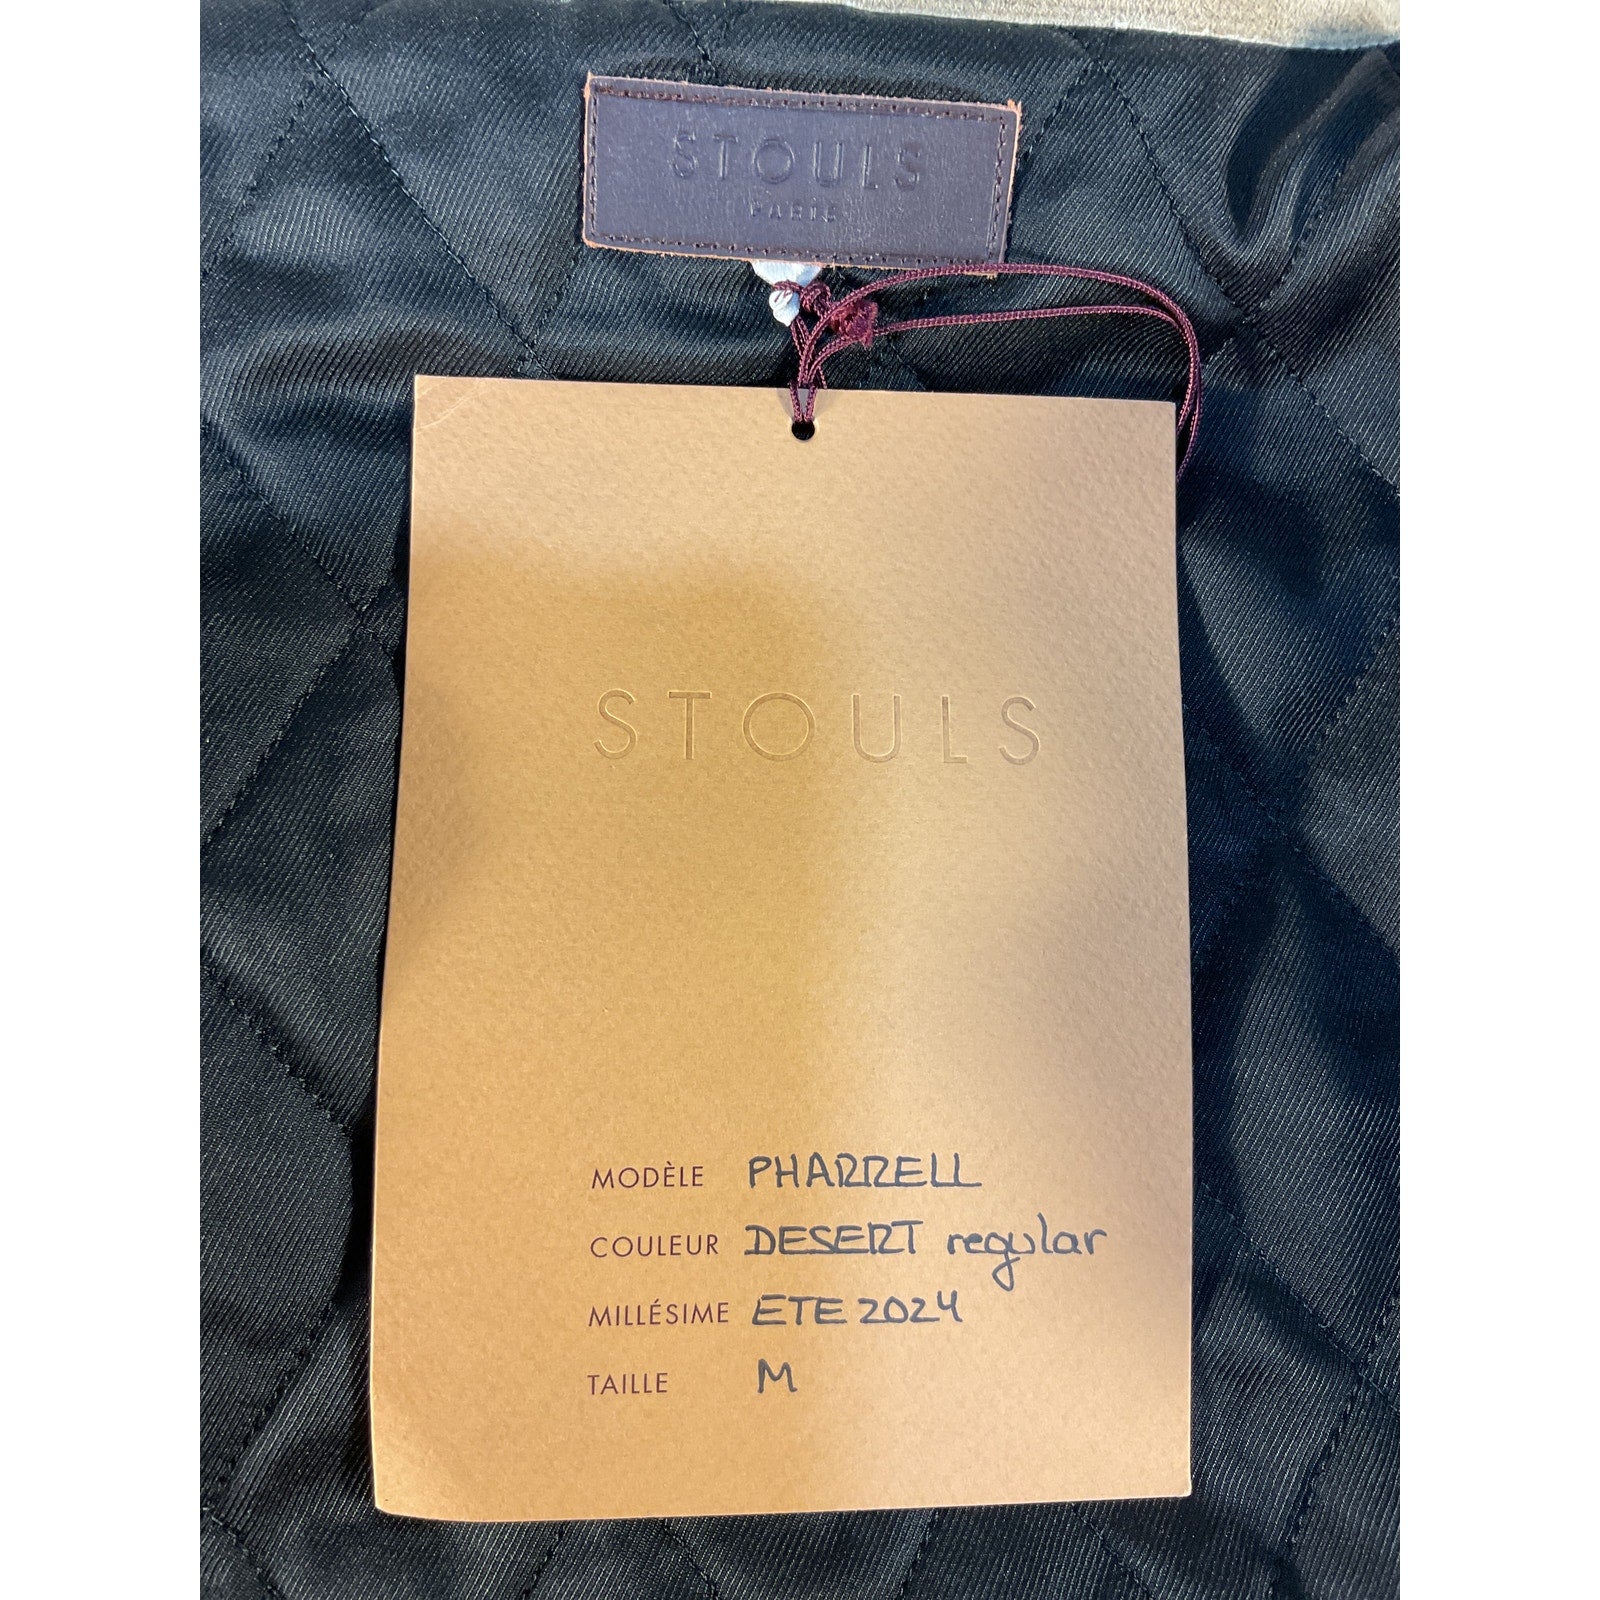 STOULS
PARIS
STOULS
MODÈLE PHARRELL
COULEUR DESERT regular
MILLÉSIME ETE 2024
TAILLE M